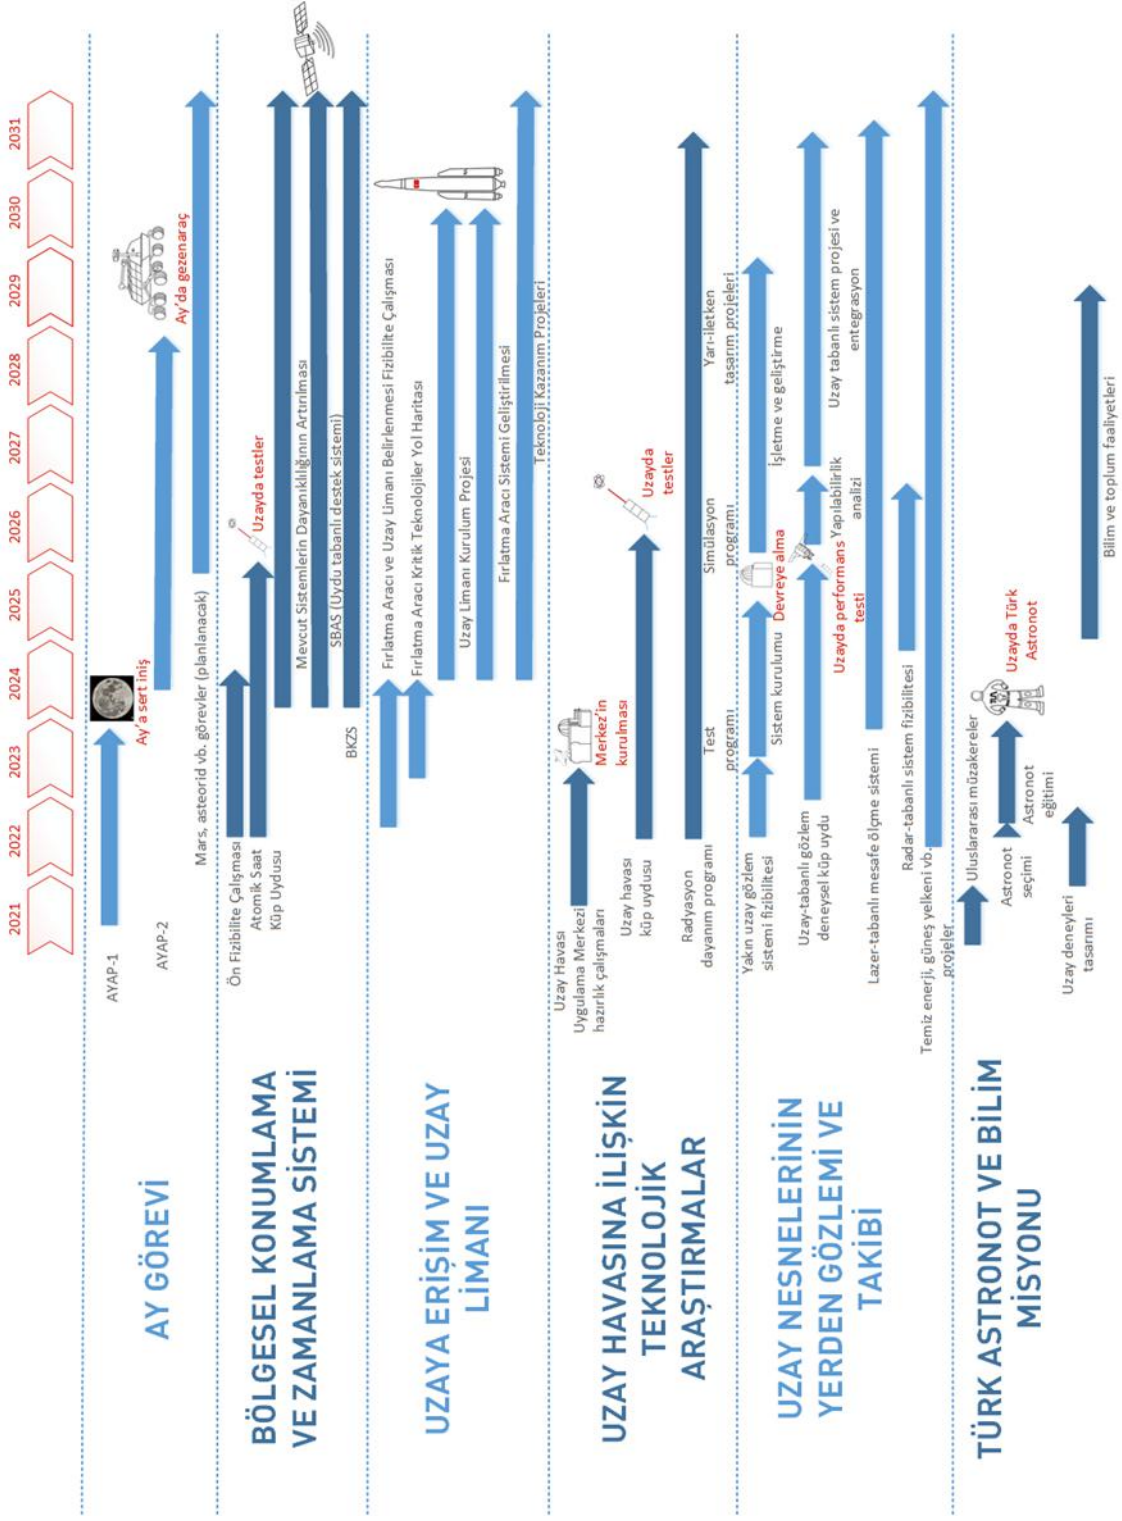 2021
2022
2023
2024
2025
2026
2027
2028
2029
2030
2031
AY GÖREVİ
AYAP-1
Ay'a sert iniş
AYAP-2
Ay'da gezenaraç
Mars, asteorid vb. görevler (planlanacak)
BÖLGESEL KONUMLAMA
VE ZAMANLAMA SİSTEMİ
Ön Fizibilite Çalışması
Atomik Saat
Küp Uydusu
Uzayda testler
Mevcut Sistemlerin Dayanıklılığının Artırılması
SBAS (Uydu tabanlı destek sistemi)
BKZS
UZAYA ERİŞİM VE UZAY
LİMANI
Fırlatma Aracı ve Uzay Limanı Belirlenmesi Fizibilite Çalışması
Fırlatma Aracı Kritik Teknolojiler Yol Haritası
Uzay Limanı Kurulum Projesi
Fırlatma Aracı Sistemi Geliştirilmesi
Teknoloji Kazanım Projeleri
UZAY HAVASINA İLİŞKİN
TEKNOLOJİK
ARAŞTIRMALAR
Uzay Havası
Uygulama Merkezi
hazırlık çalışmaları
Merkez'in
kurulması
Uzay havası
küp uydusu
Uzayda
testler
Radyasyon
dayanım programı
Test
programı
Simülasyon
programı
Yarı-iletken
tasarım projeleri
UZAY NESNELERİNİN
YERDEN GÖZLEMİ VE
TAKİBİ
Yakın uzay gözlem
sistemi fizibilitesi
Sistem kurulumu
Devreye alma
İşletme ve geliştirme
Uzay-tabanlı gözlem
deneysel küp uydu
Uzayda performans
testi
Yapılabilirlik
analizi
Uzay tabanlı sistem projesi ve
entegrasyon
Lazer-tabanlı mesafe ölçme sistemi
Radar-tabanlı sistem fizibilitesi
Temiz enerji, güneş yelkeni vb.
projeler
TÜRK ASTRONOT VE BİLİM
MİSYONU
Uluslararası müzakereler
Astronot
seçimi
Astronot
eğitimi
Uzayda Türk
Astronot
Uzay deneyleri
tasarımı
Bilim ve toplum faaliyetleri